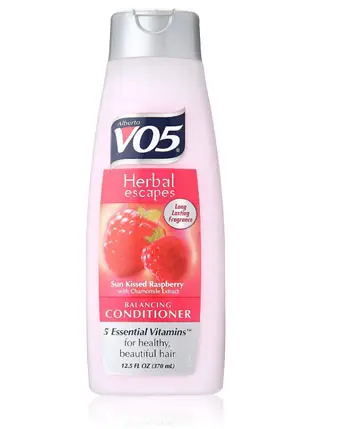 Alberto
VO5®
Herbal
escapes
Long
Lasting
Fragrance
Sun Kissed Raspberry
with Chamomile Extract
BALANCING
CONDITIONER
5 Essential Vitamins™
for healthy,
beautiful hair
12.5 FL OZ (370 mL)